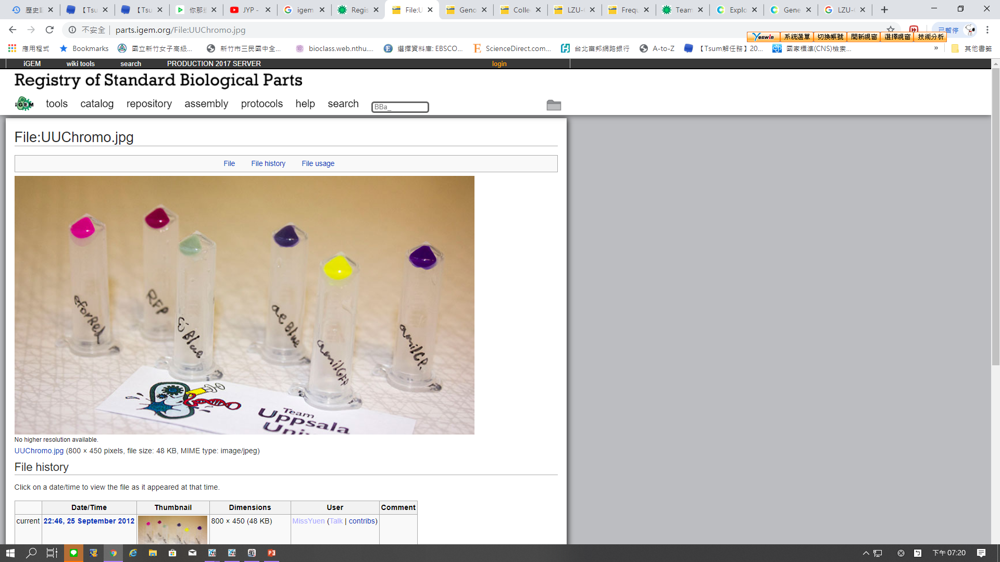 歷史記
【Tsu
【Tsu
你那邊
JYP -
igem
Regis
File:U
Geno
Colle
LZU-
Frequ
Team
Explo
Gene
LZU-
不安全 | parts.igem.org/File:UUChromo.jpg
已暫停
Yeswin 系統選單 切換帳號 開新視窗 選擇視窗 技術分析
應用程式 Bookmarks 國立新竹女子高級... 新竹市三民國中全... bioclass.web.nthu.... 選擇資料庫: EBSCO... ScienceDirect.com... 台北富邦網路銀行 A-to-Z 【Tsum解任務】20... 國家標準(CNS)檢索... » 其他書籤
iGEM wiki tools search PRODUCTION 2017 SERVER login
Registry of Standard Biological Parts
iGEM tools catalog repository assembly protocols help search BBa_
File:UUChromo.jpg
File File history File usage
eforRed
RFP
cjBlue
aeBlue
amilGFP
amilCP
Team
Uppsala
No higher resolution available.
UUChromo.jpg (800 × 450 pixels, file size: 48 KB, MIME type: image/jpeg)
File history
Click on a date/time to view the file as it appeared at that time.
Date/Time Thumbnail Dimensions User Comment
current 22:46, 25 September 2012 800 × 450 (48 KB) MissYuen (Talk | contribs)
下午 07:20